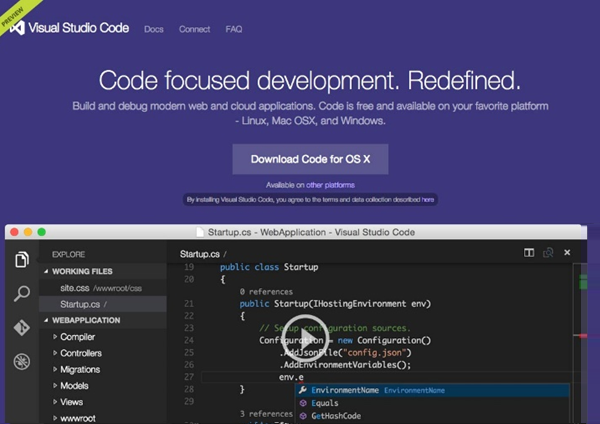 PREVIEW
Visual Studio Code Docs Connect FAQ
Code focused development. Redefined.
Build and debug modern web and cloud applications. Code is free and available on your favorite platform
- Linux, Mac OSX, and Windows.
Download Code for OS X
Available on other platforms
By installing Visual Studio Code, you agree to the terms and data collection described here
Startup.cs - WebApplication - Visual Studio Code
EXPLORE
WORKING FILES
site.css /wwwroot/css
Startup.cs /
WEBAPPLICATION
Compiler
Controllers
Migrations
Models
Views
wwwroot
Startup.cs /
19 public class Startup
20 {
0 references
21 public Startup(IHostingEnvironment env)
22 {
23 // Setup configuration sources.
24 Configuration = new Configuration()
25 .AddJsonFile("config.json")
26 .AddEnvironmentVariables();
27 env.e
28 }
EnvironmentName EnvironmentName
Equals
GetHashCode
29
3 references